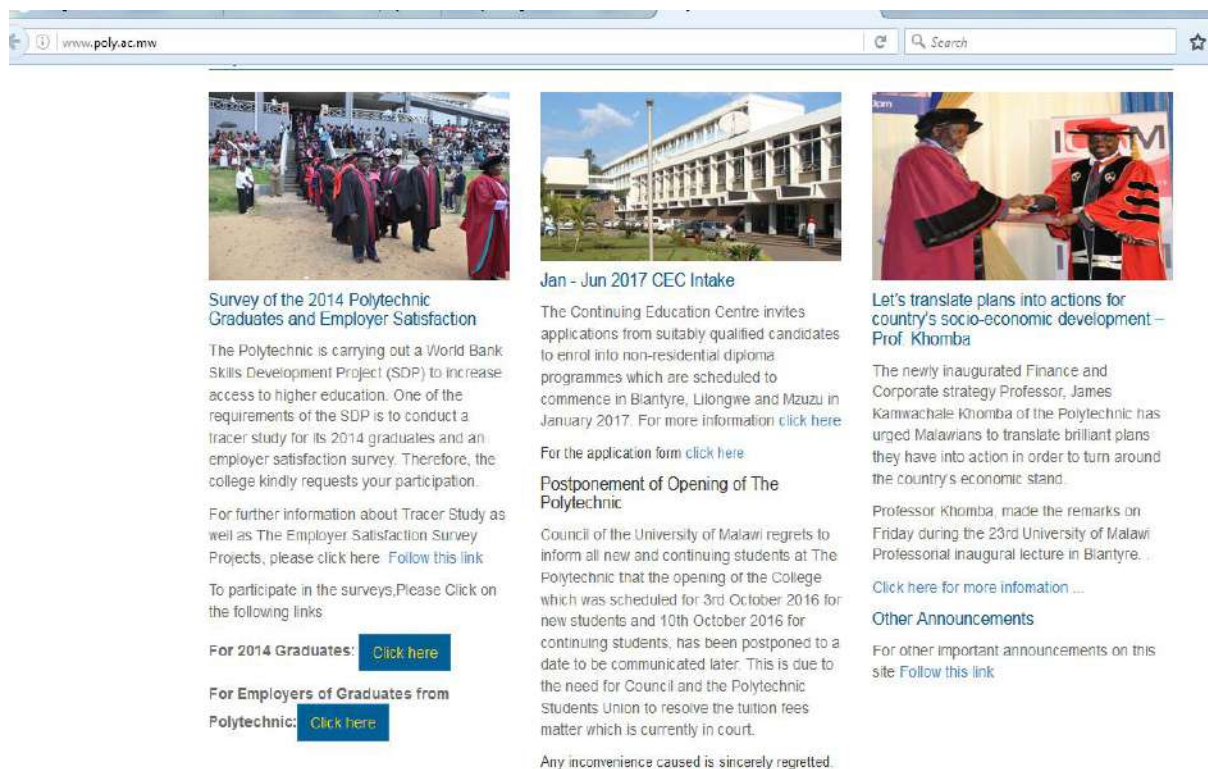 www.poly.ac.mw
Search
Survey of the 2014 Polytechnic
Graduates and Employer Satisfaction
The Polytechnic is carrying out a World Bank
Skills Development Project (SDP) to increase
access to higher education. One of the
requirements of the SDP is to conduct a
tracer study for its 2014 graduates and an
employer satisfaction survey. Therefore, the
college kindly requests your participation.
For further information about Tracer Study as
well as The Employer Satisfaction Survey
Projects, please click here Follow this link
To participate in the surveys,Please Click on
the following links
For 2014 Graduates: Click here
For Employers of Graduates from
Polytechnic: Click here
Jan - Jun 2017 CEC Intake
The Continuing Education Centre invites
applications from suitably qualified candidates
to enrol into non-residential diploma
programmes which are scheduled to
commence in Blantyre, Lilongwe and Mzuzu in
January 2017. For more information click here
For the application form click here
Postponement of Opening of The
Polytechnic
Council of the University of Malawi regrets to
inform all new and continuing students at The
Polytechnic that the opening of the College
which was scheduled for 3rd October 2016 for
new students and 10th October 2016 for
continuing students, has been postponed to a
date to be communicated later. This is due to
the need for Council and the Polytechnic
Students Union to resolve the tuition fees
matter which is currently in court.
Any inconvenience caused is sincerely regretted.
0pm
Let's translate plans into actions for
country's socio-economic development –
Prof. Khomba
The newly inaugurated Finance and
Corporate strategy Professor, James
Kamwachale Khomba of the Polytechnic has
urged Malawians to translate brilliant plans
they have into action in order to turn around
the country's economic stand.
Professor Khomba, made the remarks on
Friday during the 23rd University of Malawi
Professorial inaugural lecture in Blantyre. .
Click here for more infomation ...
Other Announcements
For other important announcements on this
site Follow this link